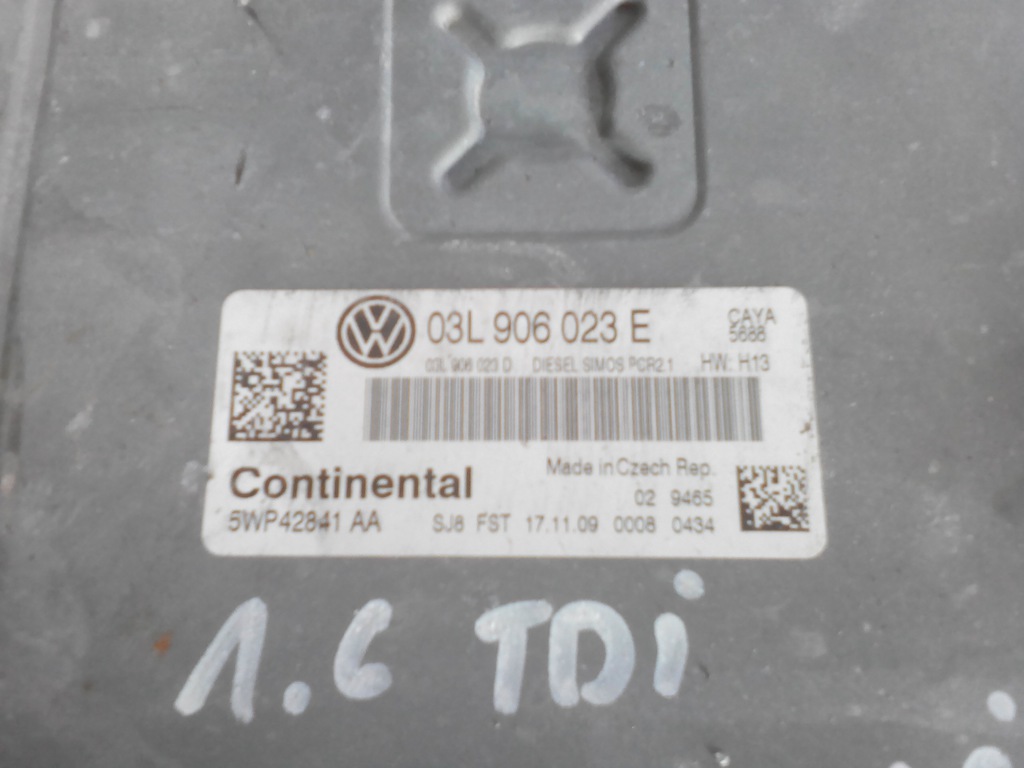 03L 906 023 E
CAYA
5688
03L 906 023 D DIESEL SIMOS PCR2.1 HW: H13
Made in Czech Rep.
Continental
02 9465
5WP42841 AA SJ8 FST 17.11.09 0008 0434
1.6 TDi